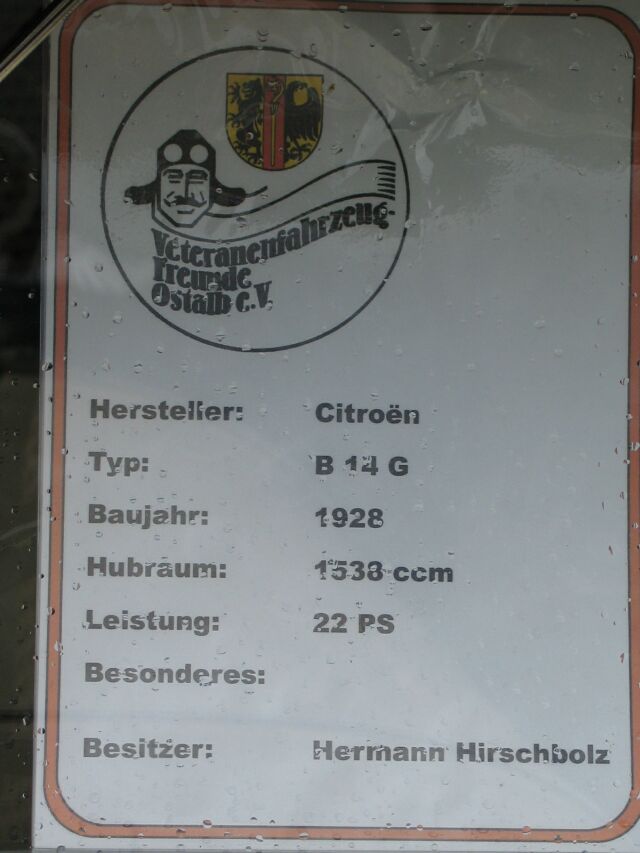 Veteranenfahrzeug-
freunde
Ostalb e.V.
Hersteller: Citroën
Typ: B 14 G
Baujahr: 1928
Hubraum: 1538 ccm
Leistung: 22 PS
Besonderes:
Besitzer: Hermann Hirschbolz